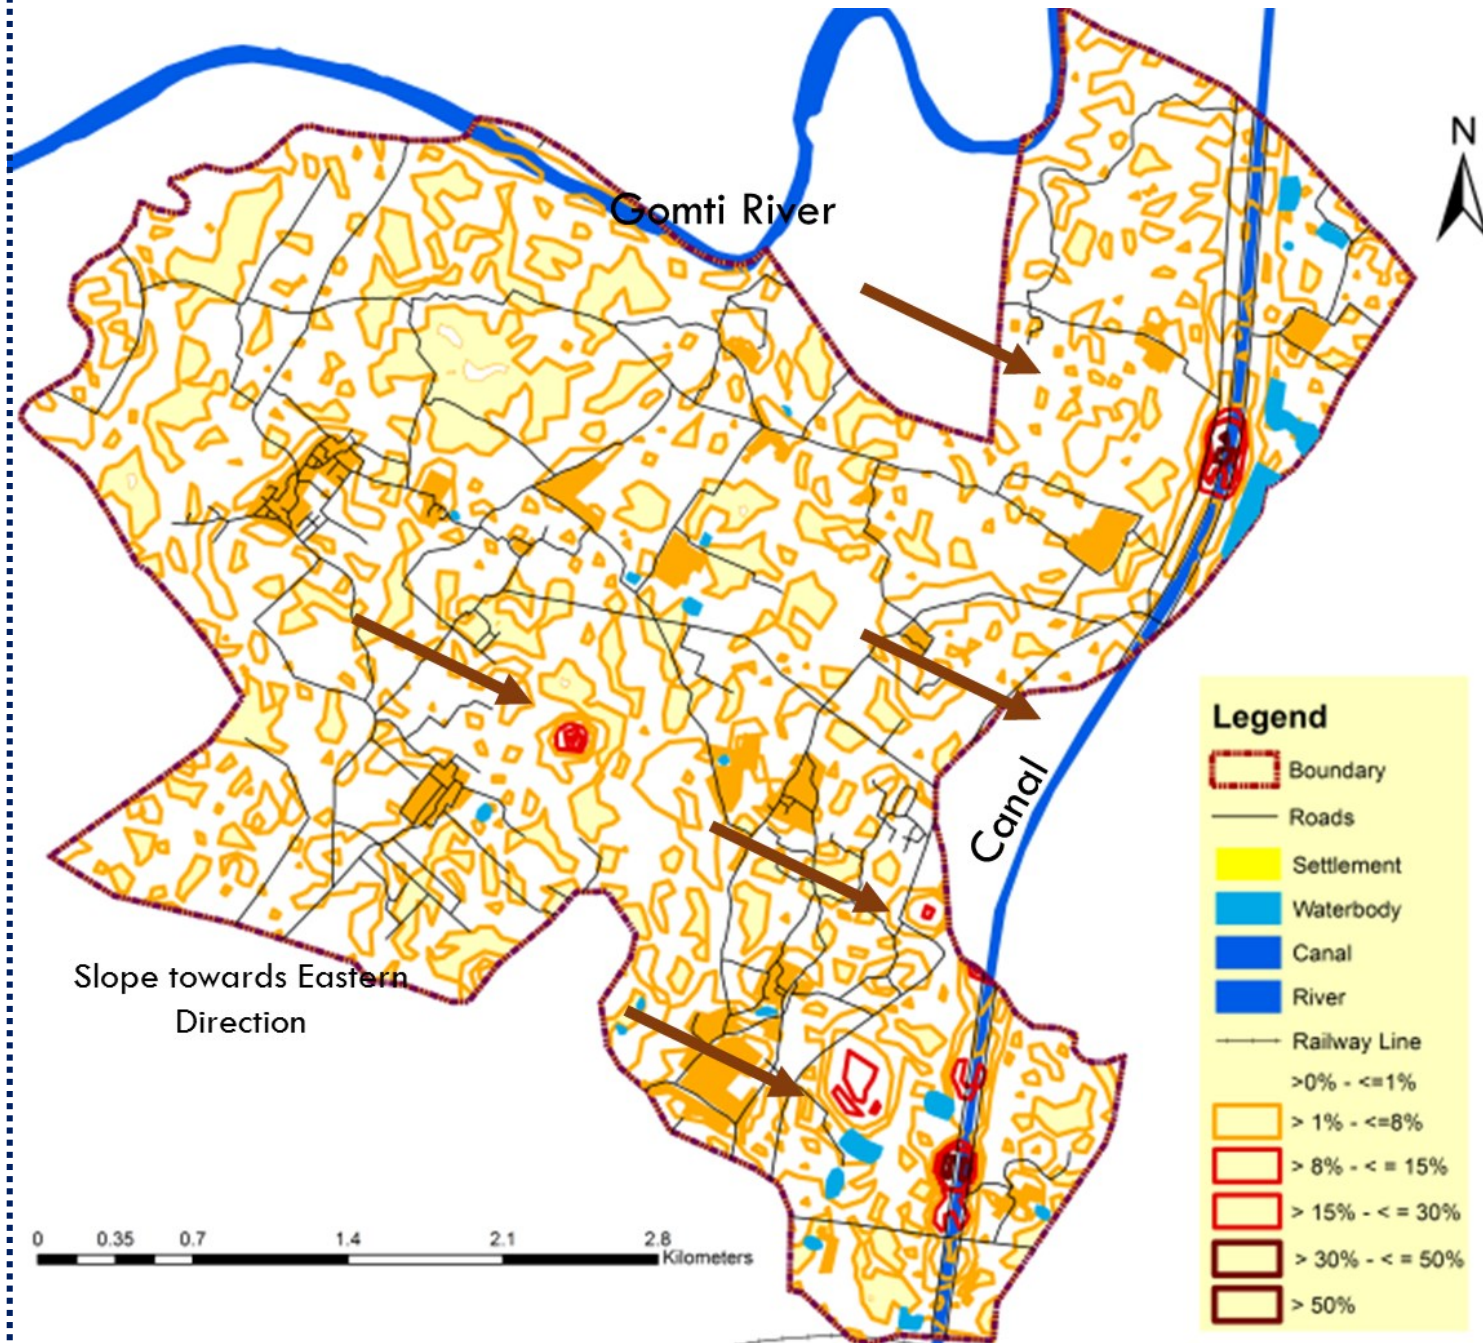 N
Gomti River
Canal
Slope towards Eastern
Direction
Legend
Boundary
Roads
Settlement
Waterbody
Canal
River
Railway Line
>0% - <=1%
> 1% - <=8%
> 8% - < = 15%
> 15% - < = 30%
> 30% - < = 50%
> 50%
0 0.35 0.7 1.4 2.1 2.8
Kilometers